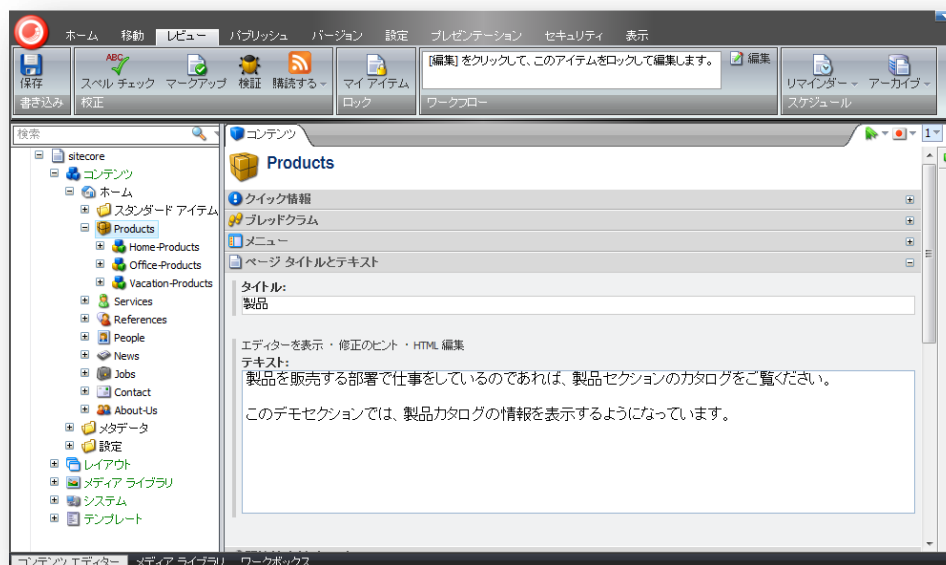 ホーム 移動 レビュー パブリッシュ バージョン 設定 プレゼンテーション セキュリティ 表示
保存
書き込み
ABC
スペル チェック マークアップ 検証 購読する
校正
マイ アイテム
ロック
[編集] をクリックして、このアイテムをロックして編集します。 編集
ワークフロー
リマインダー アーカイブ
スケジュール
検索
sitecore
コンテンツ
ホーム
スタンダード アイテム
Products
Home-Products
Office-Products
Vacation-Products
Services
References
People
News
Jobs
Contact
About-Us
メタデータ
設定
レイアウト
メディア ライブラリ
システム
テンプレート
コンテンツ
1
Products
クイック情報
ブレッドクラム
メニュー
ページ タイトルとテキスト
タイトル:
製品
エディターを表示 ・ 修正のヒント ・ HTML 編集
テキスト:
製品を販売する部署で仕事をしているのであれば、製品セクションのカタログをご覧ください。
このデモセクションでは、製品カタログの情報を表示するようになっています。
コンテンツ エディター メディア ライブラリ ワークボックス